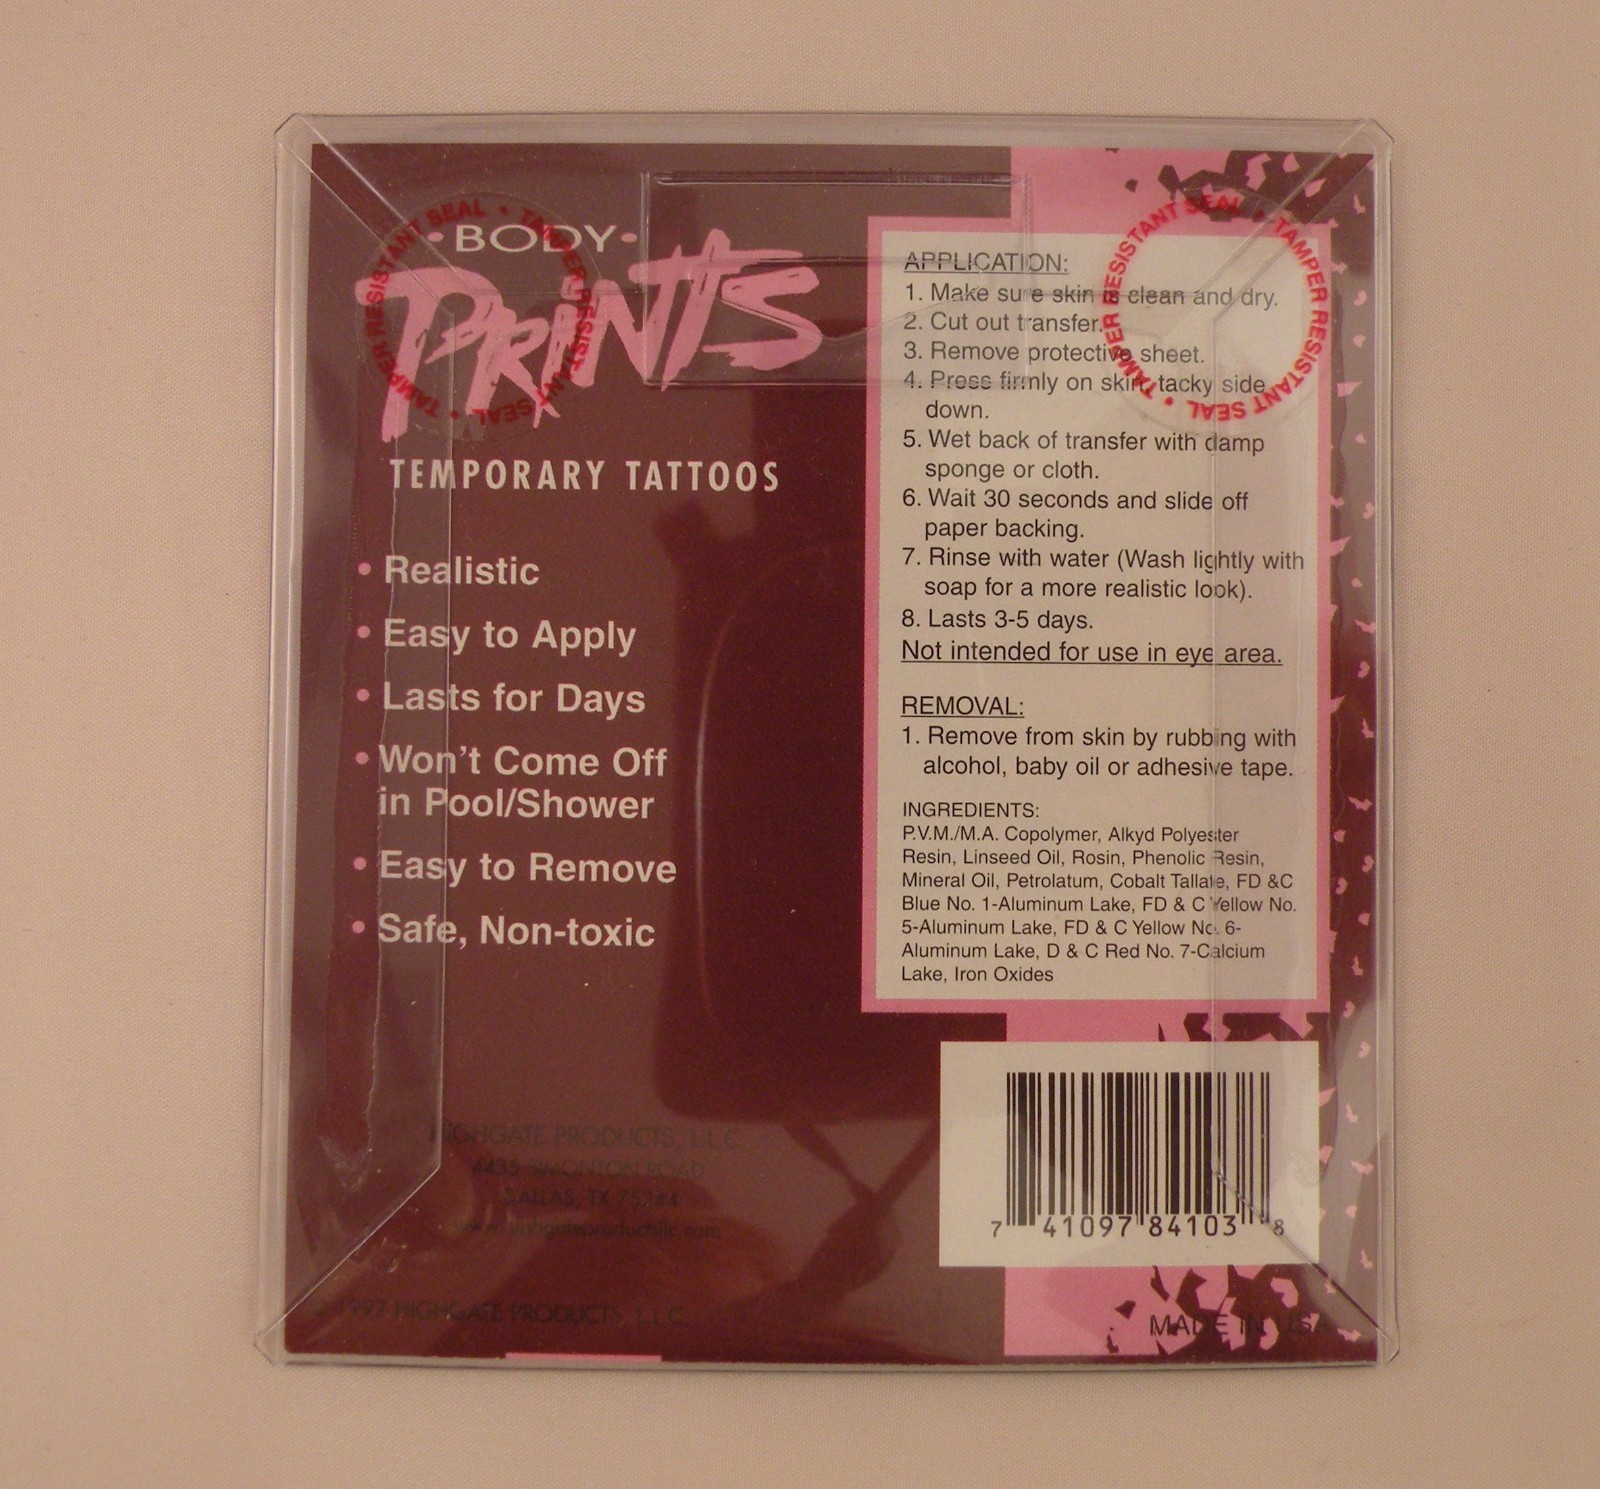 • BODY •
PRINTS
TEMPORARY TATTOOS
• Realistic
• Easy to Apply
• Lasts for Days
• Won't Come Off
in Pool/Shower
• Easy to Remove
• Safe, Non-toxic
HIGHGATE PRODUCTS, L.L.C.
4435 SIMONTON ROAD
DALLAS, TX 75244
© 1997 HIGHGATE PRODUCTS, L.L.C.
TAMPER RESISTANT SEAL • TAMPER RESISTANT SEAL •
TAMPER RESISTANT SEAL • TAMPER RESISTANT SEAL •
APPLICATION:
1. Make sure skin is clean and dry.
2. Cut out transfer.
3. Remove protective sheet.
4. Press firmly on skin, tacky side
down.
5. Wet back of transfer with damp
sponge or cloth.
6. Wait 30 seconds and slide off
paper backing.
7. Rinse with water (Wash lightly with
soap for a more realistic look).
8. Lasts 3-5 days.
Not intended for use in eye area.
REMOVAL:
1. Remove from skin by rubbing with
alcohol, baby oil or adhesive tape.
INGREDIENTS:
P.V.M./M.A. Copolymer, Alkyd Polyester
Resin, Linseed Oil, Rosin, Phenolic Resin,
Mineral Oil, Petrolatum, Cobalt Tallate, FD &C
Blue No. 1-Aluminum Lake, FD & C Yellow No.
5-Aluminum Lake, FD & C Yellow No. 6-
Aluminum Lake, D & C Red No. 7-Calcium
Lake, Iron Oxides
7 41097 84103 8
MADE IN USA